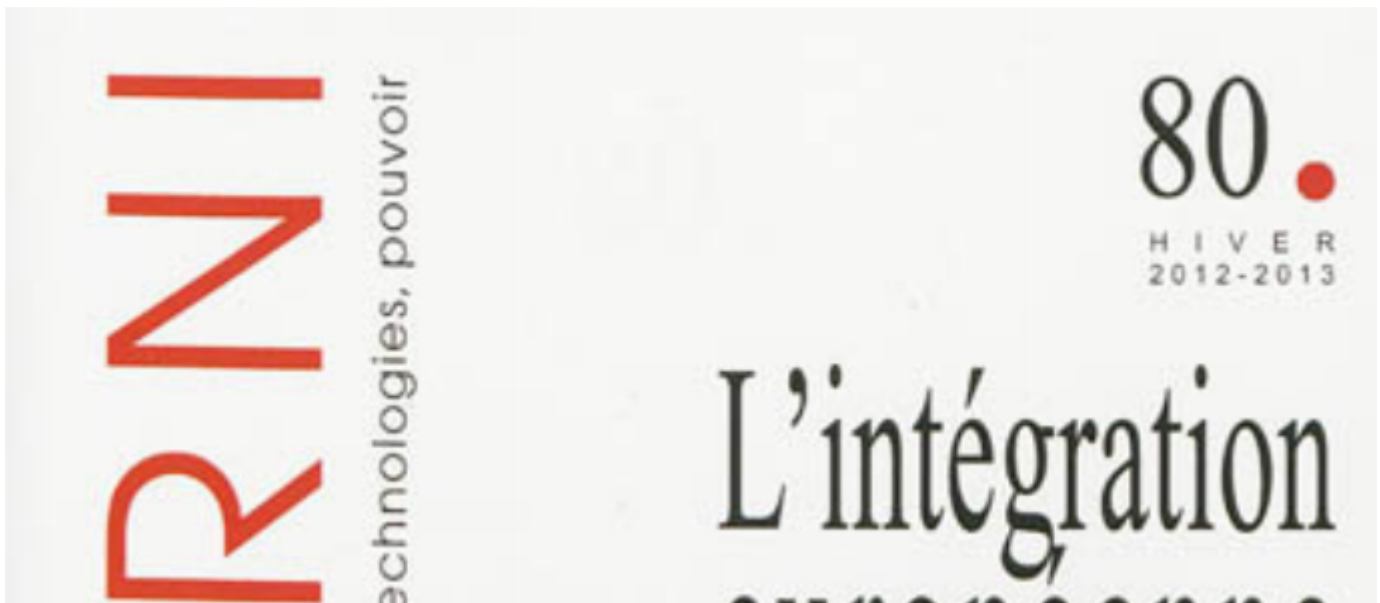 RNI
echnologies, pouvoir
80.
HIVER
2012-2013
L'intégration